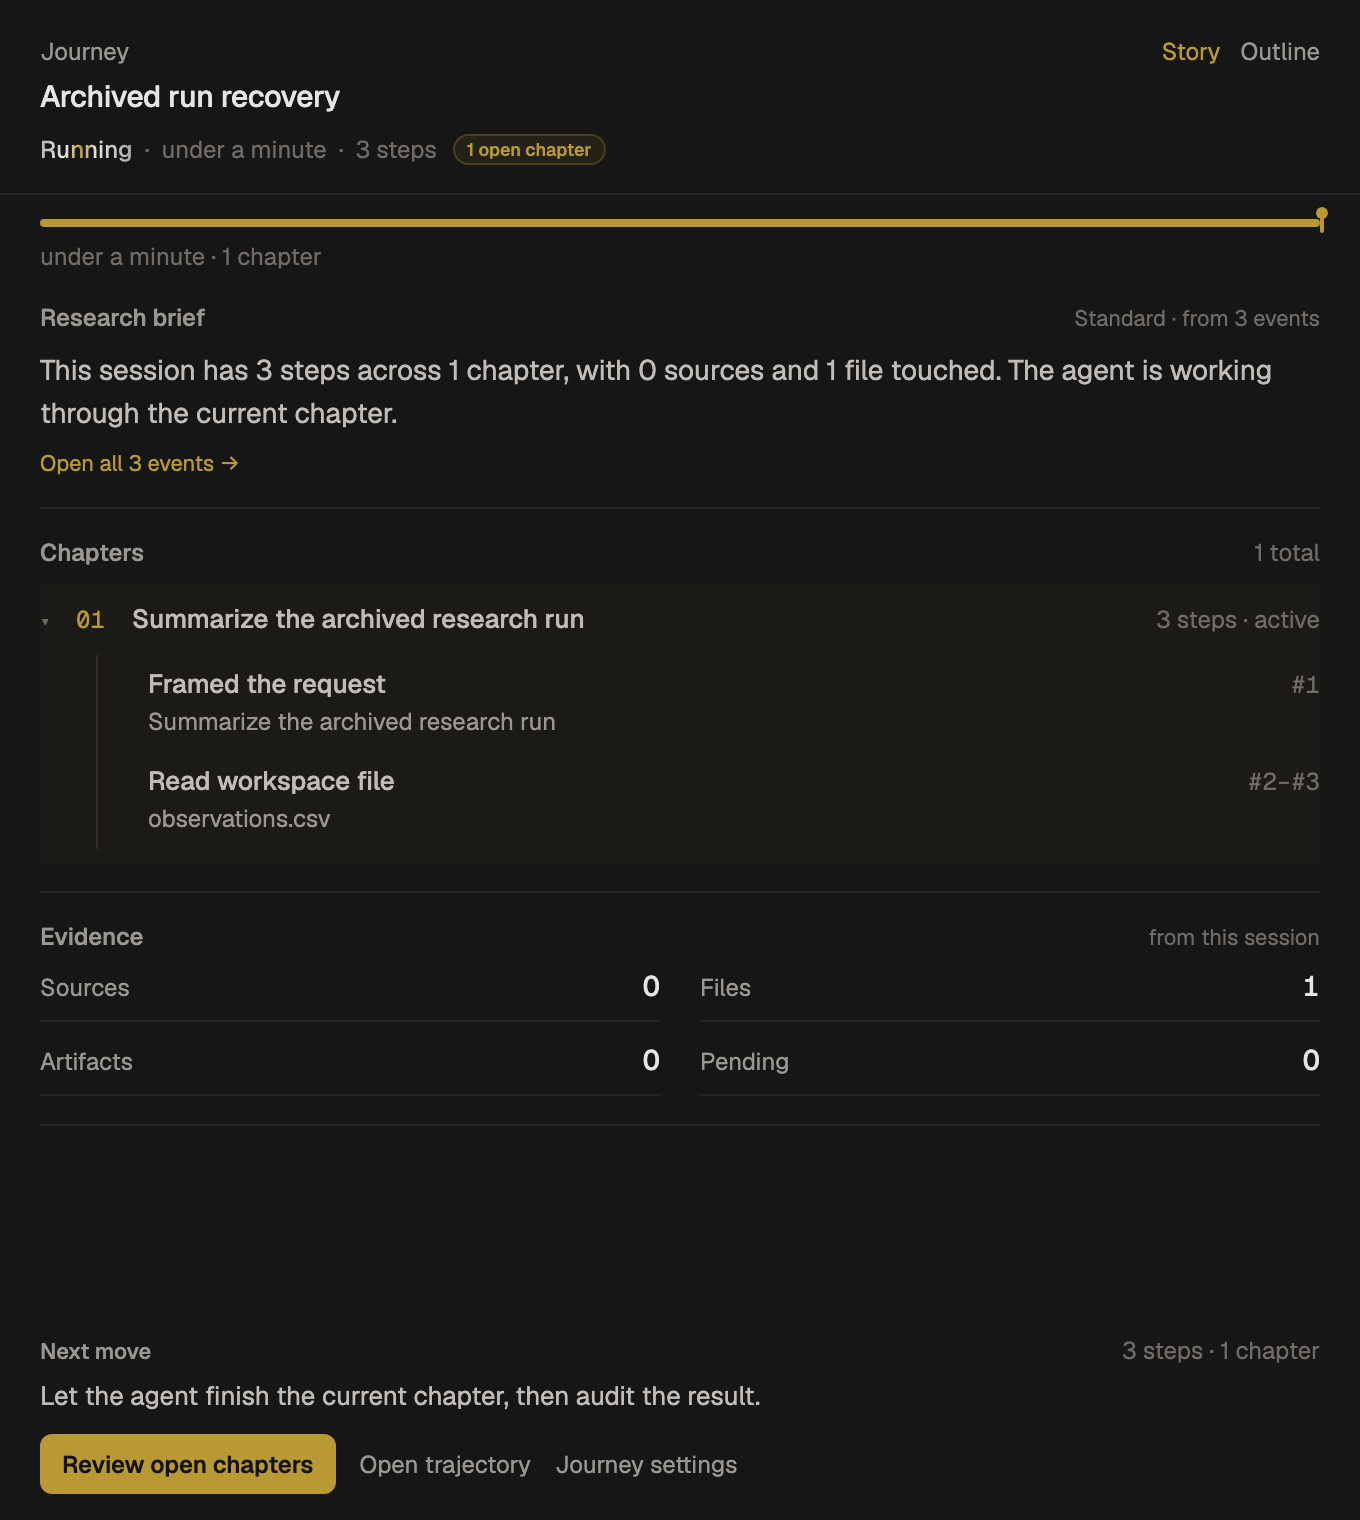 Journey
Story Outline
Archived run recovery
Running · under a minute · 3 steps 1 open chapter
under a minute · 1 chapter
Research brief
Standard · from 3 events
This session has 3 steps across 1 chapter, with 0 sources and 1 file touched. The agent is working
through the current chapter.
Open all 3 events →
Chapters
1 total
01 Summarize the archived research run
3 steps · active
Framed the request
#1
Summarize the archived research run
Read workspace file
#2–#3
observations.csv
Evidence
from this session
Sources 0
Files 1
Artifacts 0
Pending 0
Next move
3 steps · 1 chapter
Let the agent finish the current chapter, then audit the result.
Review open chapters Open trajectory Journey settings